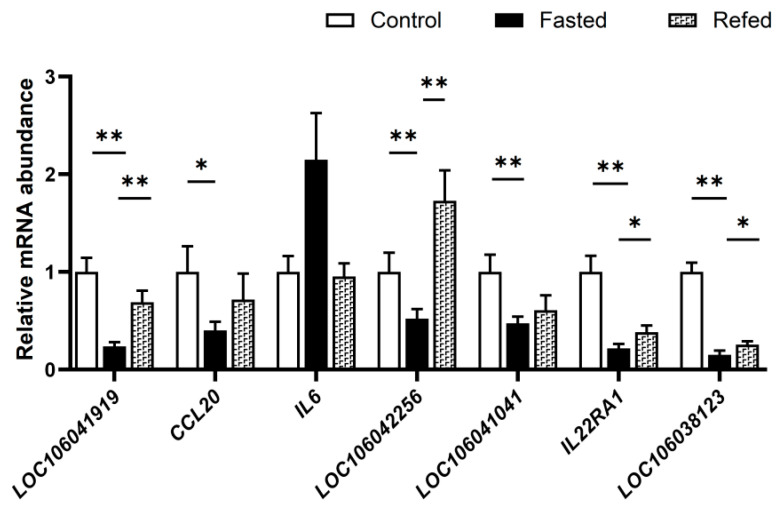 Control Fasted Refed
Relative mRNA abundance
3
2
1
0
** ** * ** ** ** ** * ** *
LOC106041919
CCL20
IL6
LOC106042256
LOC106041041
IL22RA1
LOC106038123